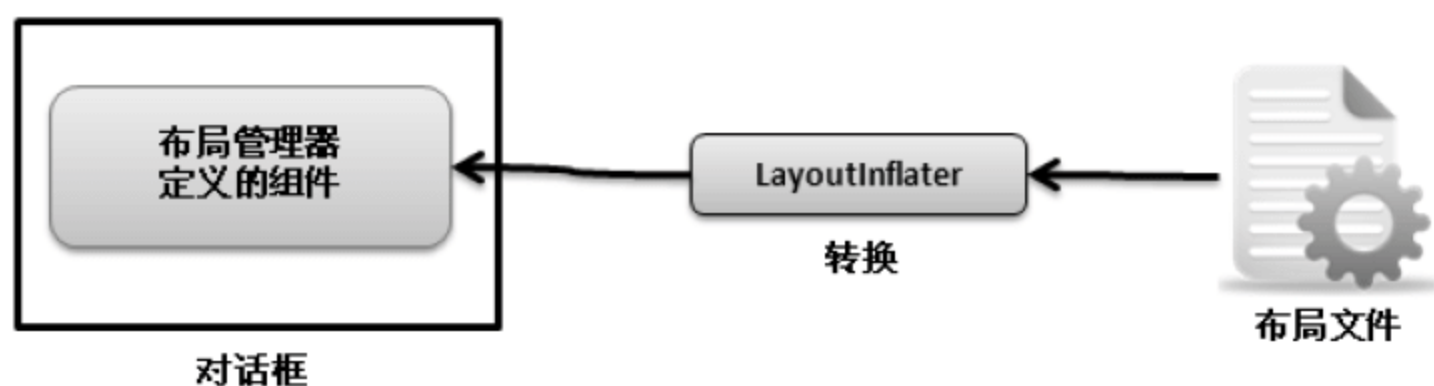 布局管理器
定义的组件
对话框
LayoutInflater
转换
布局文件